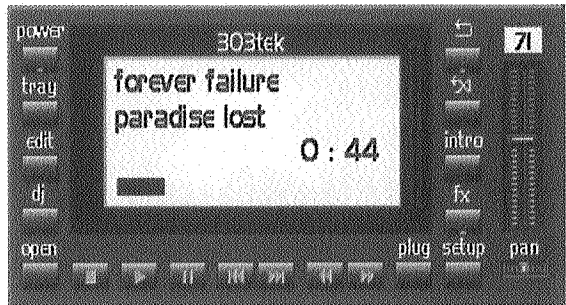 power
303tek
71
tray
forever failure
paradise lost
edit
0 : 44
intro
dj
fx
open
plug
setup
pan